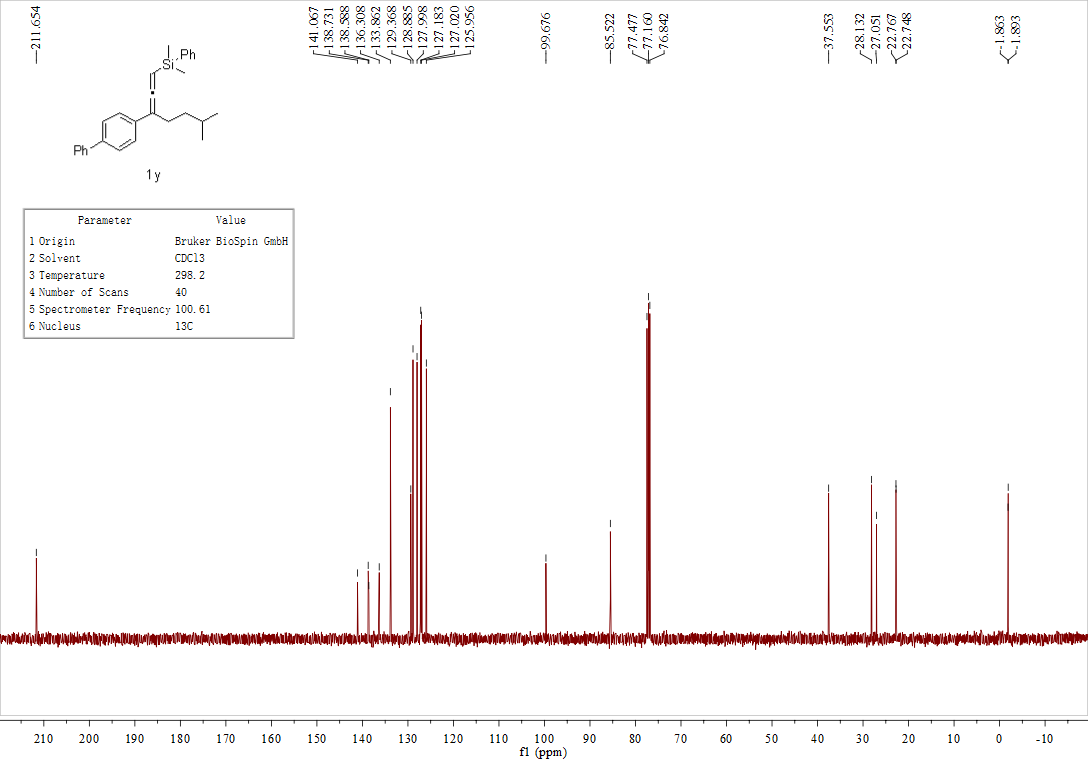 211.654
141.067
138.731
138.588
136.308
133.862
129.368
128.885
127.998
127.183
127.020
125.956
99.676
85.522
77.477
77.160
76.842
37.553
28.132
27.051
22.767
22.748
-1.863
-1.893
Ph
Si
Ph
1y
Parameter Value
1 Origin Bruker BioSpin GmbH
2 Solvent CDCl3
3 Temperature 298.2
4 Number of Scans 40
5 Spectrometer Frequency 100.61
6 Nucleus 13C
210 200 190 180 170 160 150 140 130 120 110 100 90 80 70 60 50 40 30 20 10 0 -10
f1 (ppm)